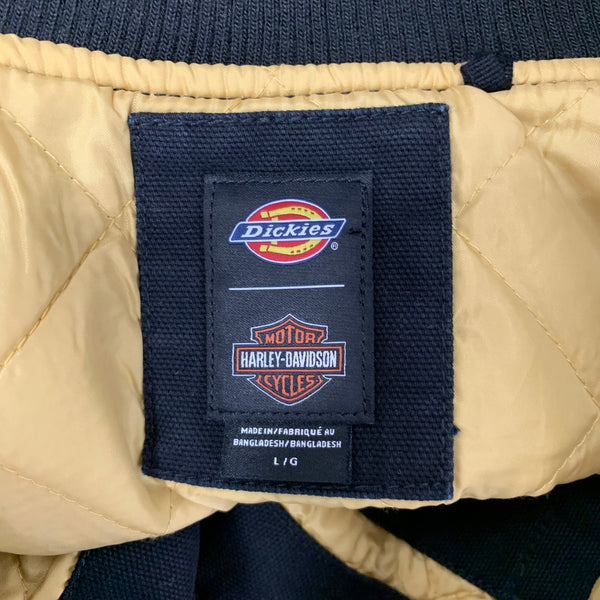 Dickies
®
MOTOR
HARLEY-DAVIDSON
CYCLES
MADE IN/FABRIQUÉ AU
BANGLADESH/BANGLADESH
L / G